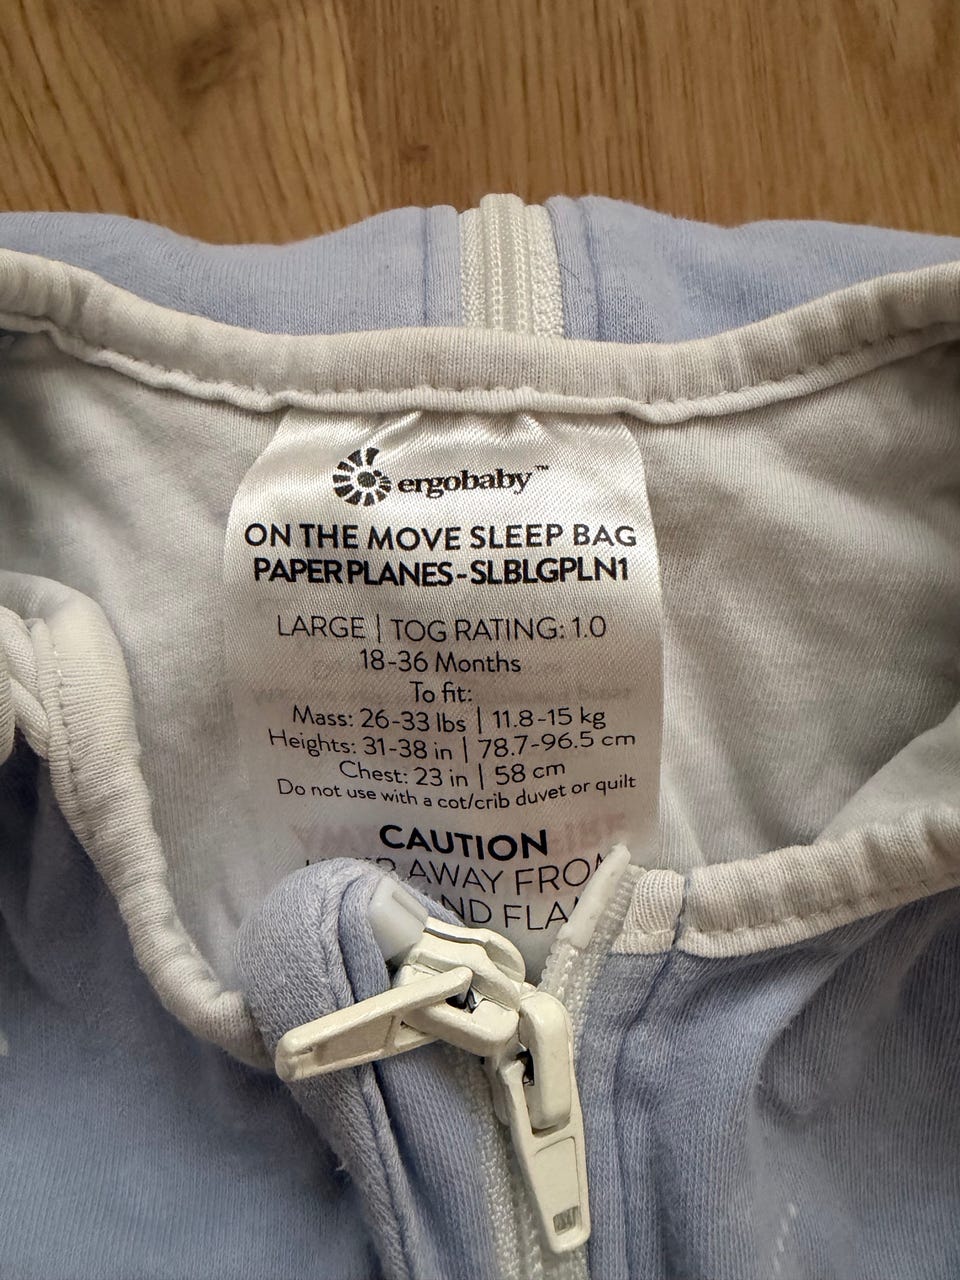 ergobaby™
ON THE MOVE SLEEP BAG
PAPER PLANES - SLBLGPLN1
LARGE | TOG RATING: 1.0
18-36 Months
To fit:
Mass: 26-33 lbs | 11.8-15 kg
Heights: 31-38 in | 78.7-96.5 cm
Chest: 23 in | 58 cm
Do not use with a cot/crib duvet or quilt
CAUTION
AWAY